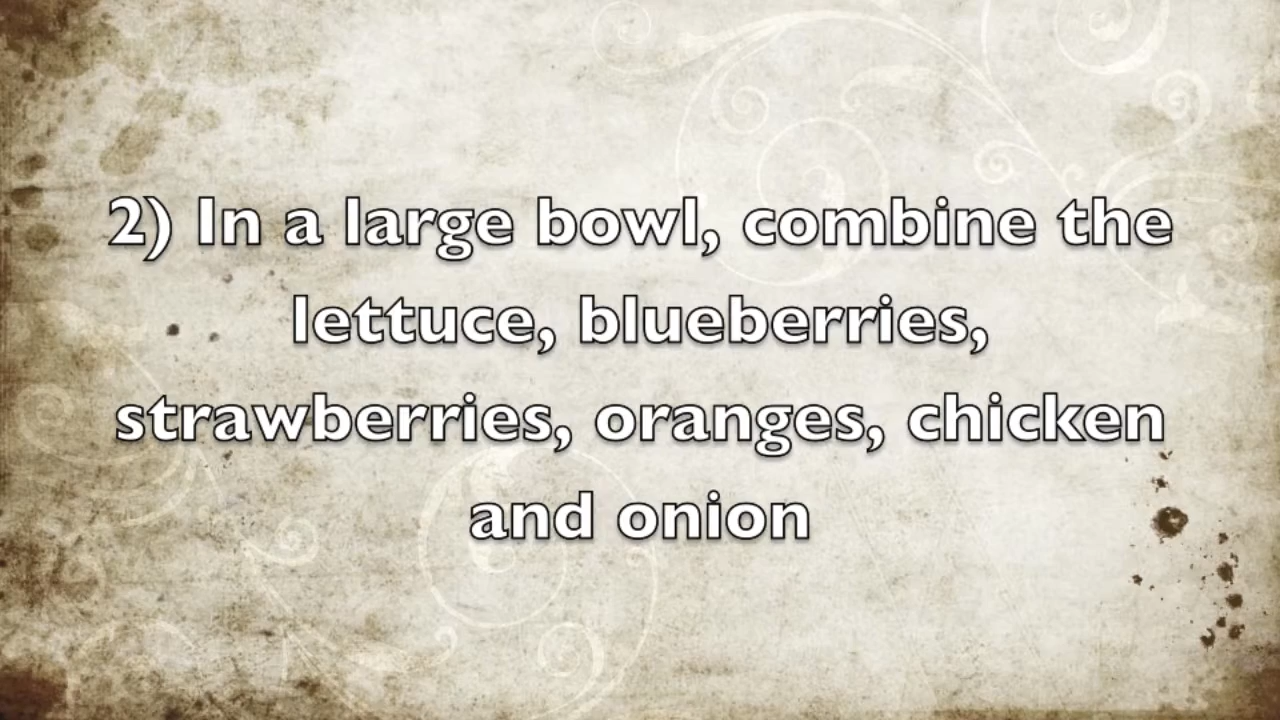 2) In a large bowl, combine the
lettuce, blueberries,
strawberries, oranges, chicken
and onion